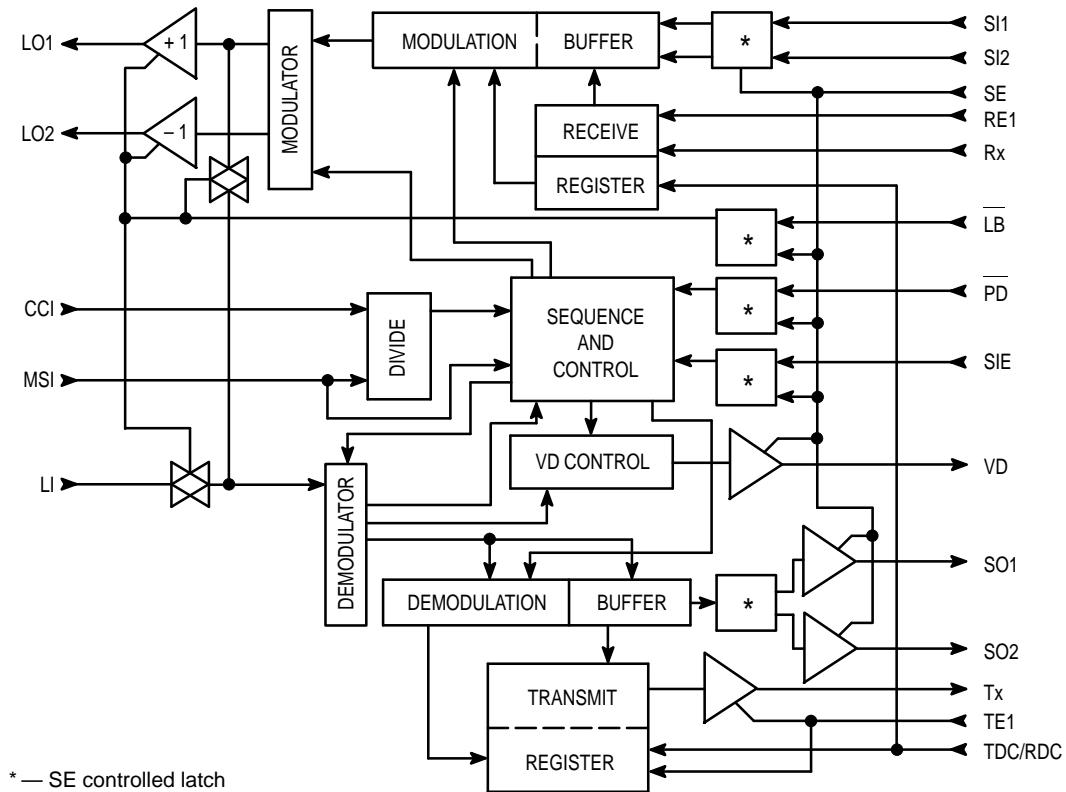 LO1
+ 1
MODULATOR
MODULATION
BUFFER
*
SI1
SI2
SE
LO2
– 1
RECEIVE
REGISTER
RE1
Rx
*
LB
CCI
DIVIDE
SEQUENCE
AND
CONTROL
*
PD
MSI
*
SIE
LI
DEMODULATOR
VD CONTROL
VD
DEMODULATION
BUFFER
*
SO1
SO2
TRANSMIT
REGISTER
Tx
TE1
TDC/RDC
* — SE controlled latch